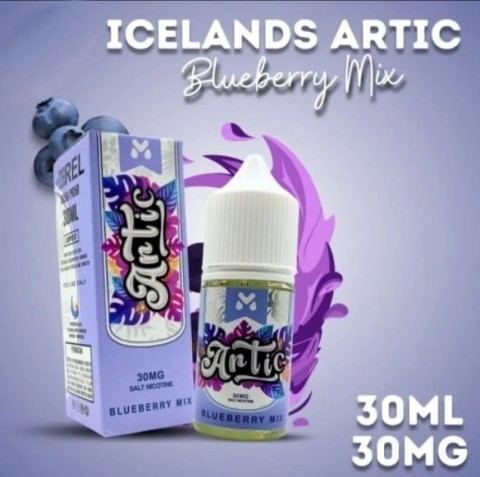 ICELANDS ARTIC
Blueberry Mix
REL
30ML
Artic
30MG
SALT NICOTINE
BLUEBERRY MIX
Artic
30MG
SALT NICOTINE
BLUEBERRY MIX
30ML
30MG